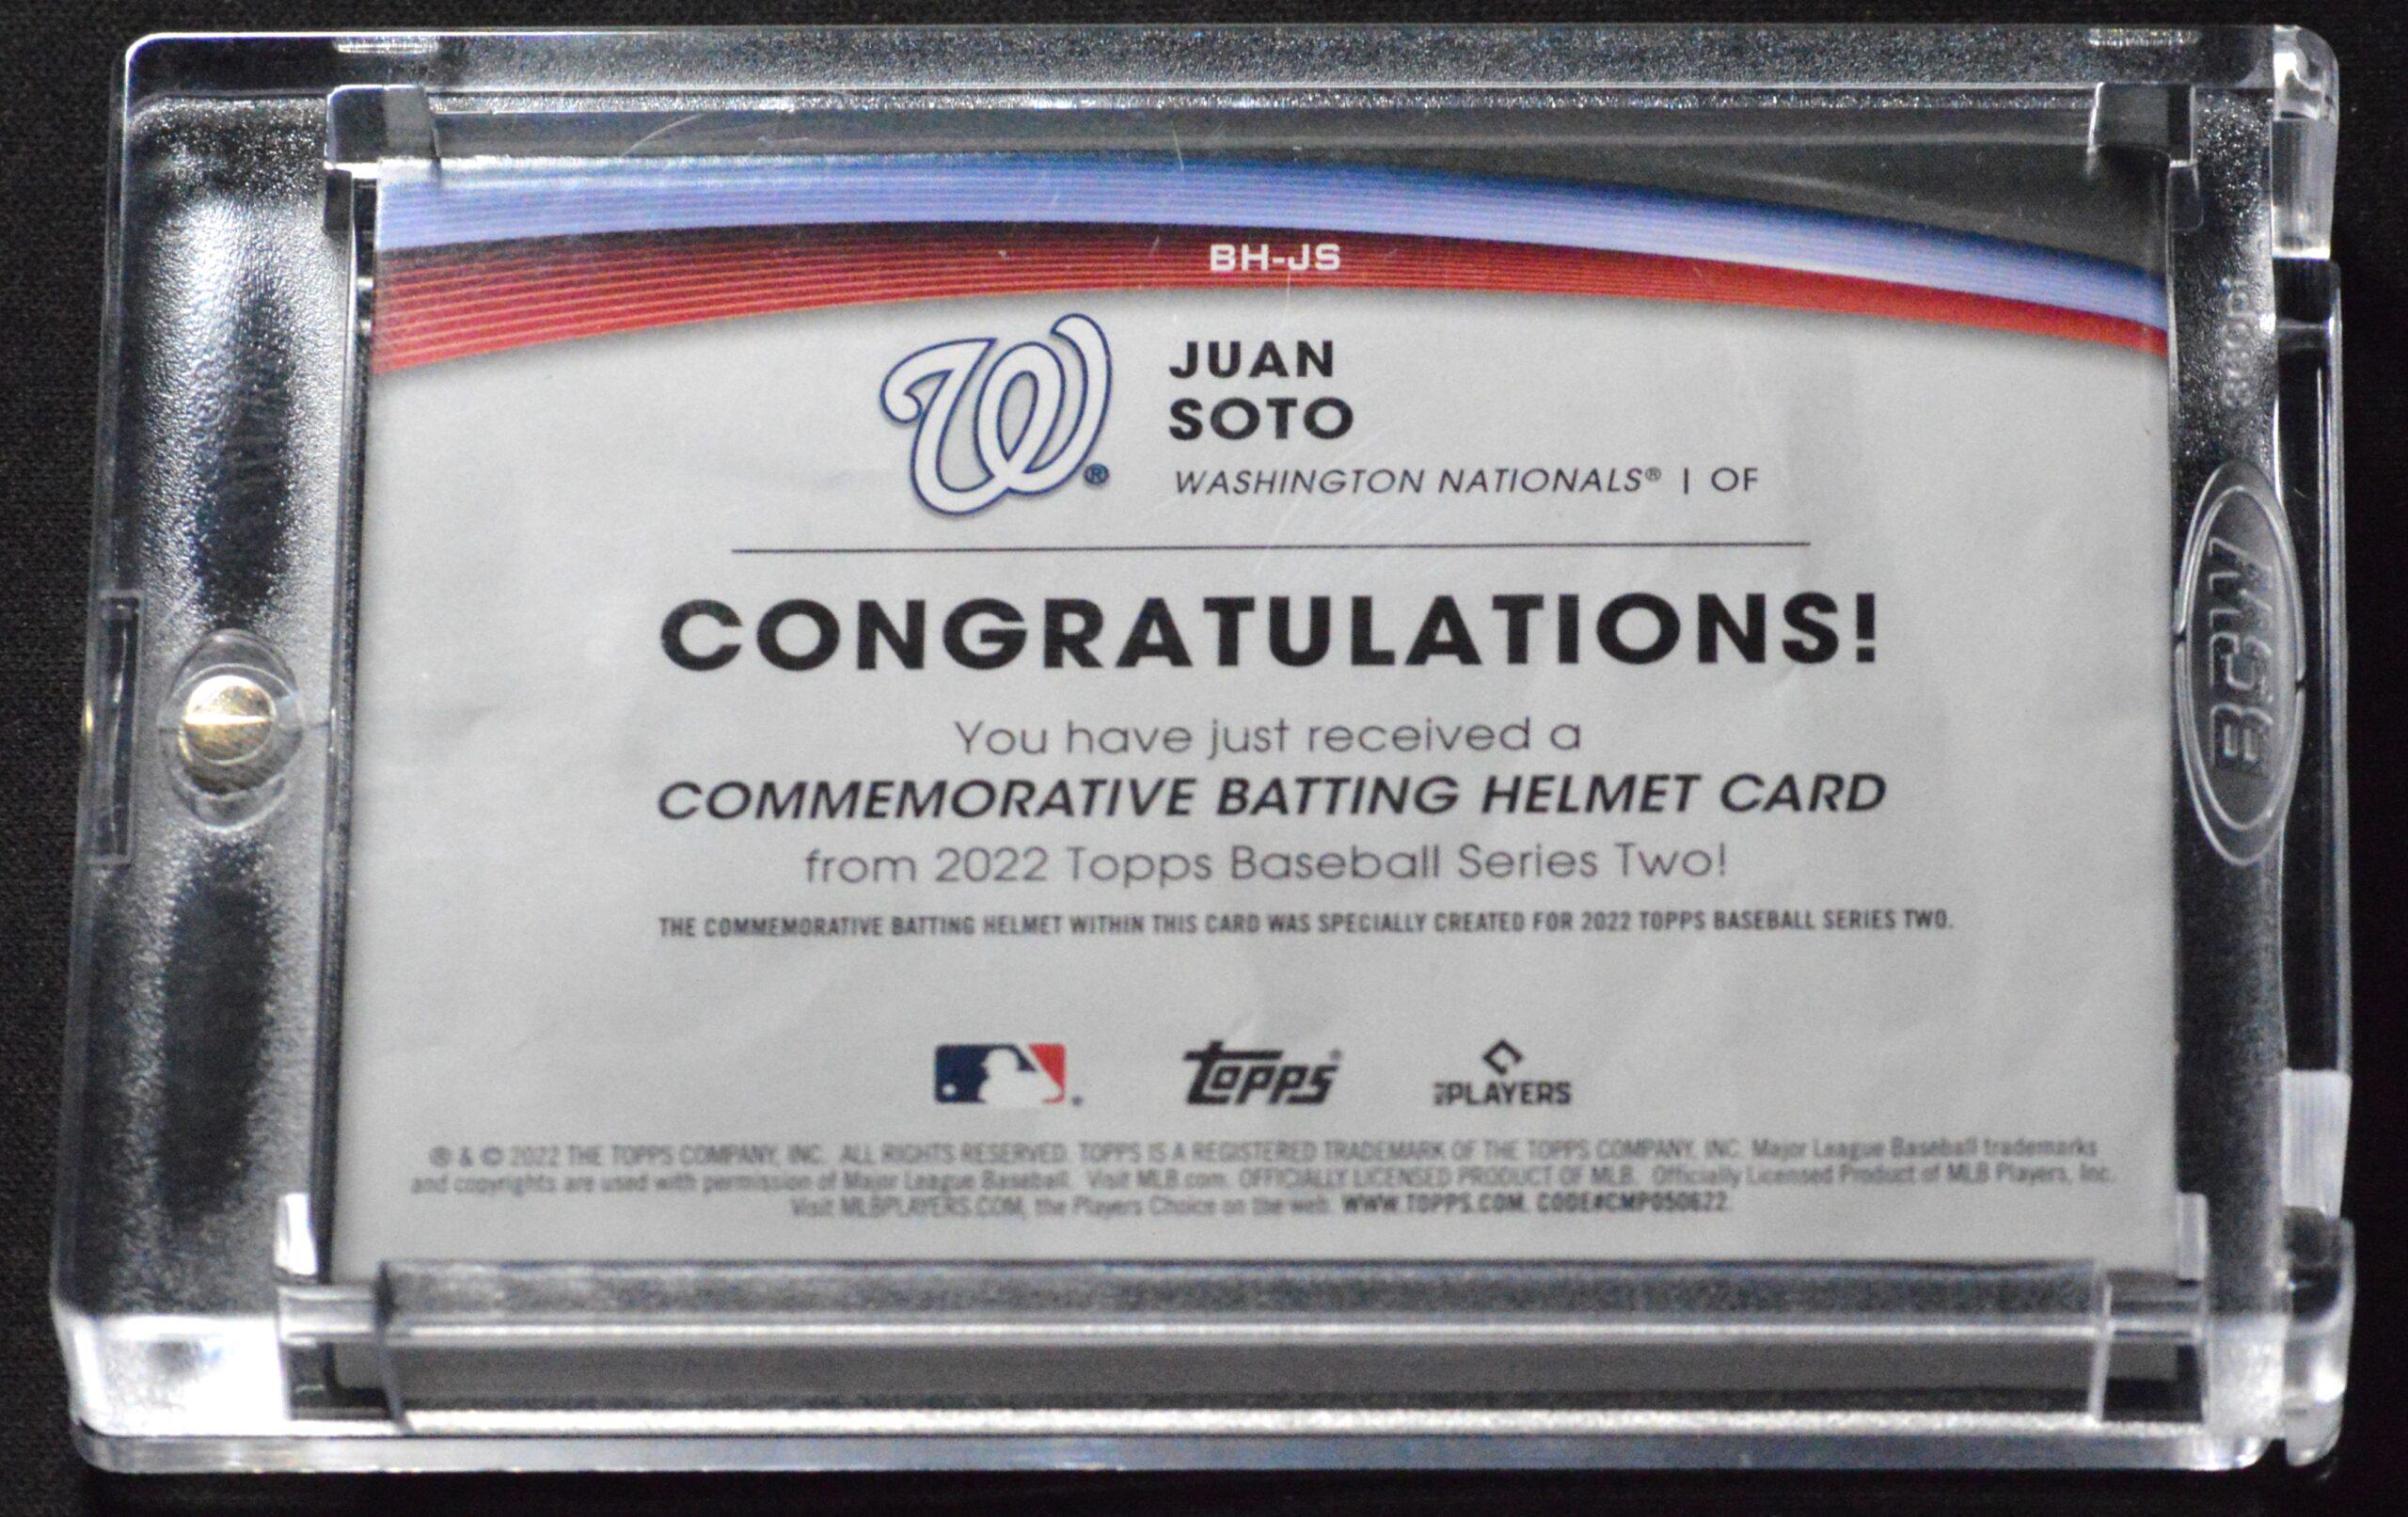 BH-JS
JUAN
SOTO
WASHINGTON NATIONALS® | OF
CONGRATULATIONS!
You have just received a
COMMEMORATIVE BATTING HELMET CARD
from 2022 Topps Baseball Series Two!
THE COMMEMORATIVE BATTING HELMET WITHIN THIS CARD WAS SPECIALLY CREATED FOR 2022 TOPPS BASEBALL SERIES TWO.
topps® PLAYERS
® & © 2022 THE TOPPS COMPANY, INC. ALL RIGHTS RESERVED. TOPPS IS A REGISTERED TRADEMARK OF THE TOPPS COMPANY, INC. Major League Baseball trademarks
and copyrights are used with permission of Major League Baseball. Visit MLB.com. OFFICIALLY LICENSED PRODUCT OF MLB. Officially Licensed Product of MLB Players, Inc.
Visit MLBPLAYERS.COM, the Players Choice on the web. WWW.TOPPS.COM. CODE#CMP050622
BCW